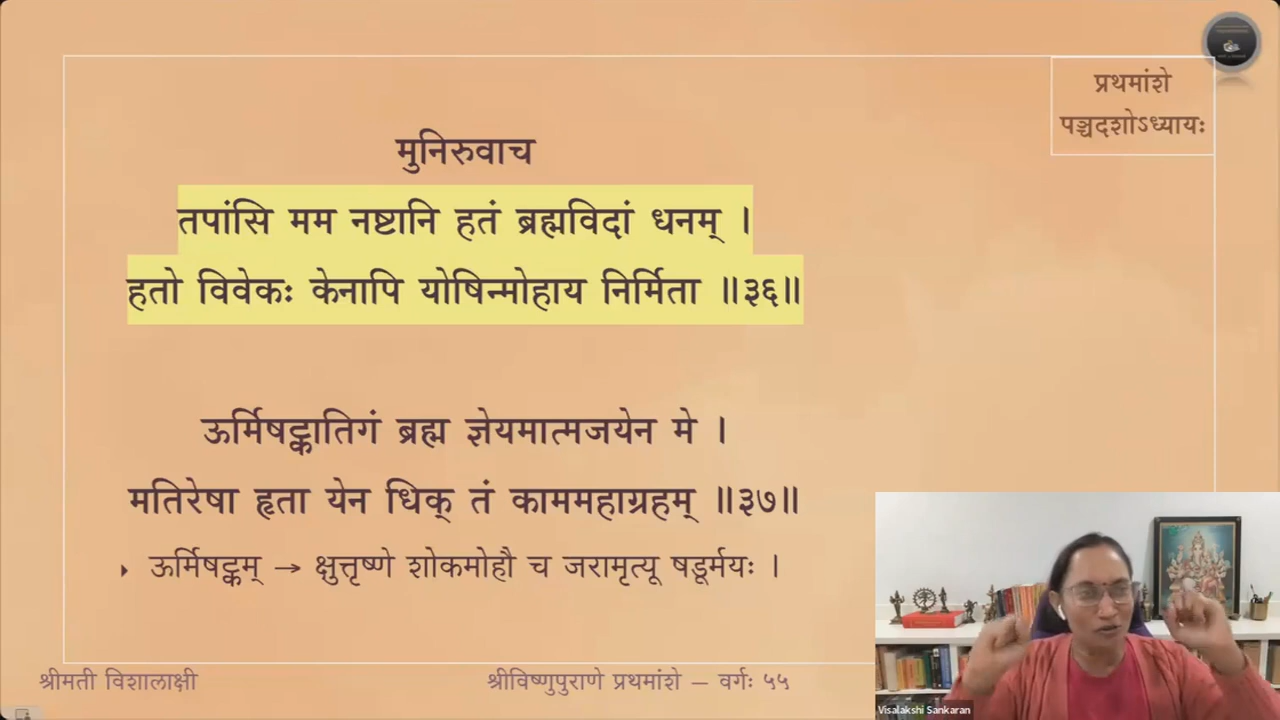 प्रथमांशे
पञ्चदशोऽध्यायः
मुनिरुवाच
तपांसि मम नष्टानि हतं ब्रह्मविदां धनम् ।
हतो विवेकः केनापि योषिन्मोहाय निर्मिता ॥३६॥
ऊर्मिषट्कातिगं ब्रह्म ज्ञेयमात्मजयेन मे ।
मतिरेषा हृता येन धिक् तं काममहाग्रहम् ॥३७॥
ऊर्मिषट्कम् → क्षुत्तृष्णे शोकमोहौ च जरामृत्यू षडूर्मयः ।
श्रीमती विशालाक्षी
श्रीविष्णुपुराणे प्रथमांशे – वर्गः ५५
Visalakshi Sankaran